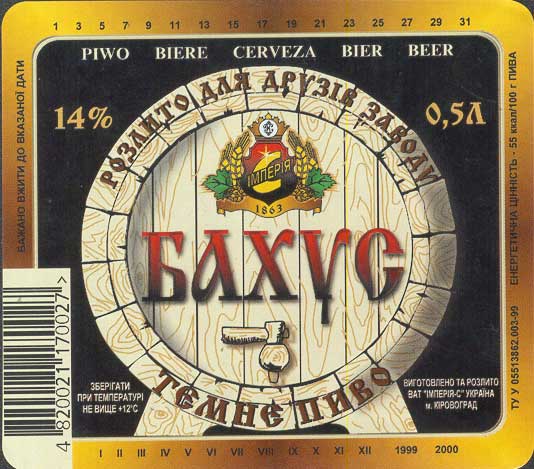 1 3 5 7 9 11 13 15 17 19 21 23 25 27 29 31
PIWO BIERE CERVEZA BIER BEER
РОЗЛИТО ДЛЯ ДРУЗІВ ЗАВОДУ
14%
0,5Л
ІМПЕРІЯ
1863
БАХУС
ТЕМНЕ ПИВО
БАЖАНО ВЖИТИ ДО ВКАЗАНОЇ ДАТИ
ЕНЕРГЕТИЧНА ЦІННІСТЬ - 55 ккал/100 г ПИВА
ТУ У 05513862.003-99
4 820021 170027 >
ЗБЕРІГАТИ
ПРИ ТЕМПЕРАТУРІ
НЕ ВИЩЕ +12°С
ВИГОТОВЛЕНО ТА РОЗЛИТО
ВАТ "ІМПЕРІЯ-С" УКРАЇНА
м. КІРОВОГРАД
I II III IV V VI VII VIII IX X XI XII 1999 2000